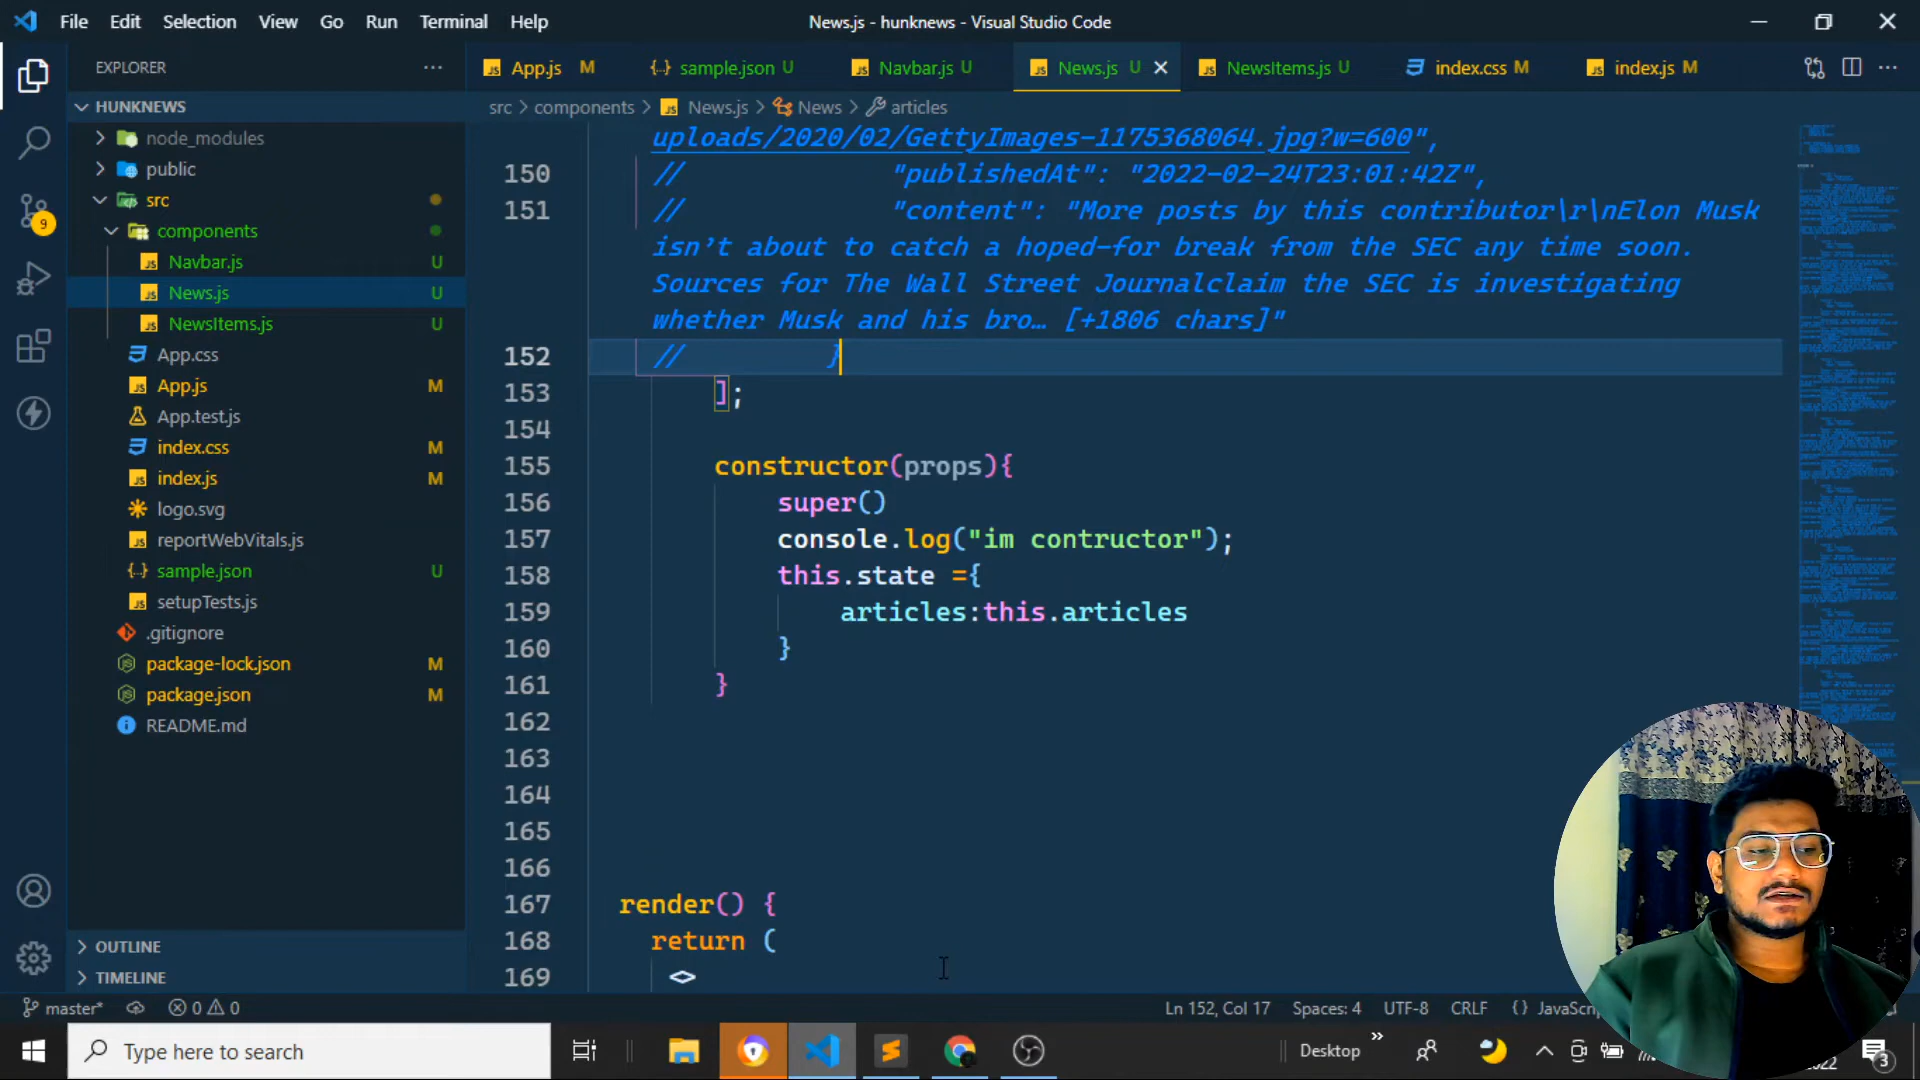 File Edit Selection View Go Run Terminal Help
News.js - hunknews - Visual Studio Code
EXPLORER ···
App.js M
sample.json U
Navbar.js U
News.js U
NewsItems.js U
index.css M
index.js M
HUNKNEWS
src > components > News.js > News > articles
node_modules
public
src
components
Navbar.js U
News.js U
NewsItems.js U
App.css
App.js M
App.test.js
index.css M
index.js M
logo.svg
reportWebVitals.js
sample.json U
setupTests.js
.gitignore
package-lock.json M
package.json M
README.md
OUTLINE
TIMELINE
9
uploads/2020/02/GettyImages-1175368064.jpg?w=600",
150 // "publishedAt": "2022-02-24T23:01:42Z",
151 // "content": "More posts by this contributor\r\nElon Musk
isn’t about to catch a hoped-for break from the SEC any time soon.
Sources for The Wall Street Journalclaim the SEC is investigating
whether Musk and his bro… [+1806 chars]"
152 // }
153 ];
154
155 constructor(props){
156 super()
157 console.log("im contructor");
158 this.state ={
159 articles:this.articles
160 }
161 }
162
163
164
165
166
167 render() {
168 return (
169 <>
master* 0 0
Ln 152, Col 17 Spaces: 4 UTF-8 CRLF {} JavaSc
Type here to search
Desktop »
2022
3